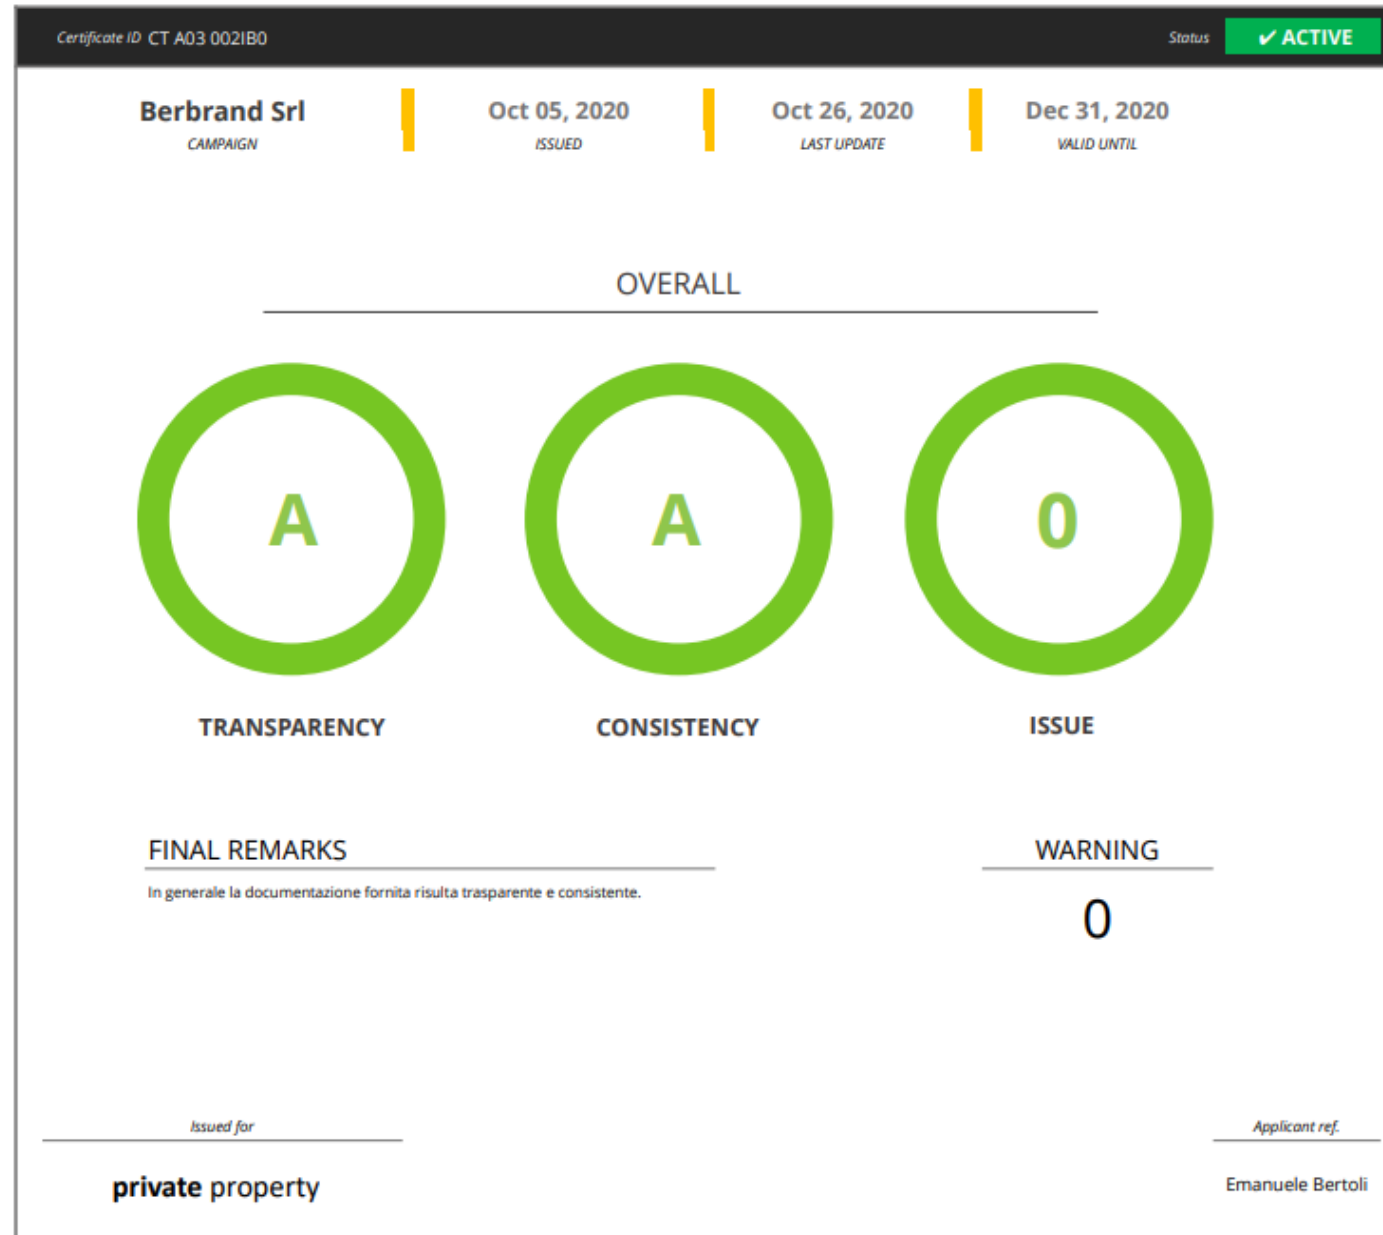 Certificate ID CT A03 002IB0 Status ✔ ACTIVE
Berbrand Srl Oct 05, 2020 Oct 26, 2020 Dec 31, 2020
CAMPAIGN ISSUED LAST UPDATE VALID UNTIL
OVERALL
A A 0
TRANSPARENCY CONSISTENCY ISSUE
FINAL REMARKS WARNING
In generale la documentazione fornita risulta trasparente e consistente.
0
Issued for Applicant ref.
private property Emanuele Bertoli